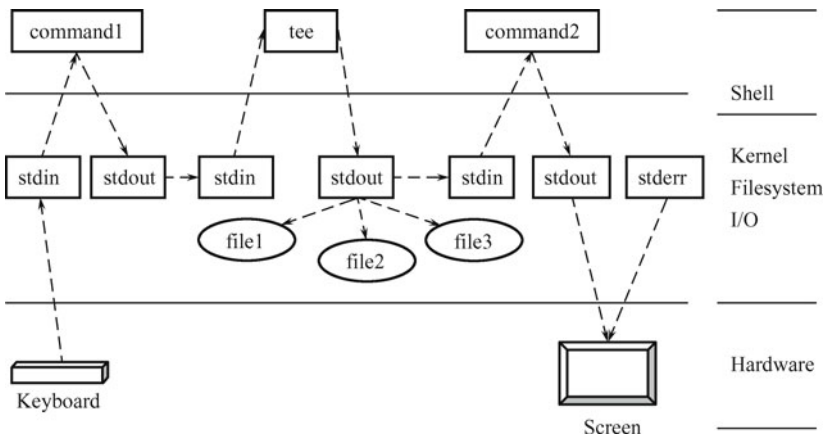 command1
tee
command2
Shell
stdin
stdout
stdin
stdout
stdin
stdout
stderr
Kernel
Filesystem
I/O
file1
file2
file3
Keyboard
Screen
Hardware